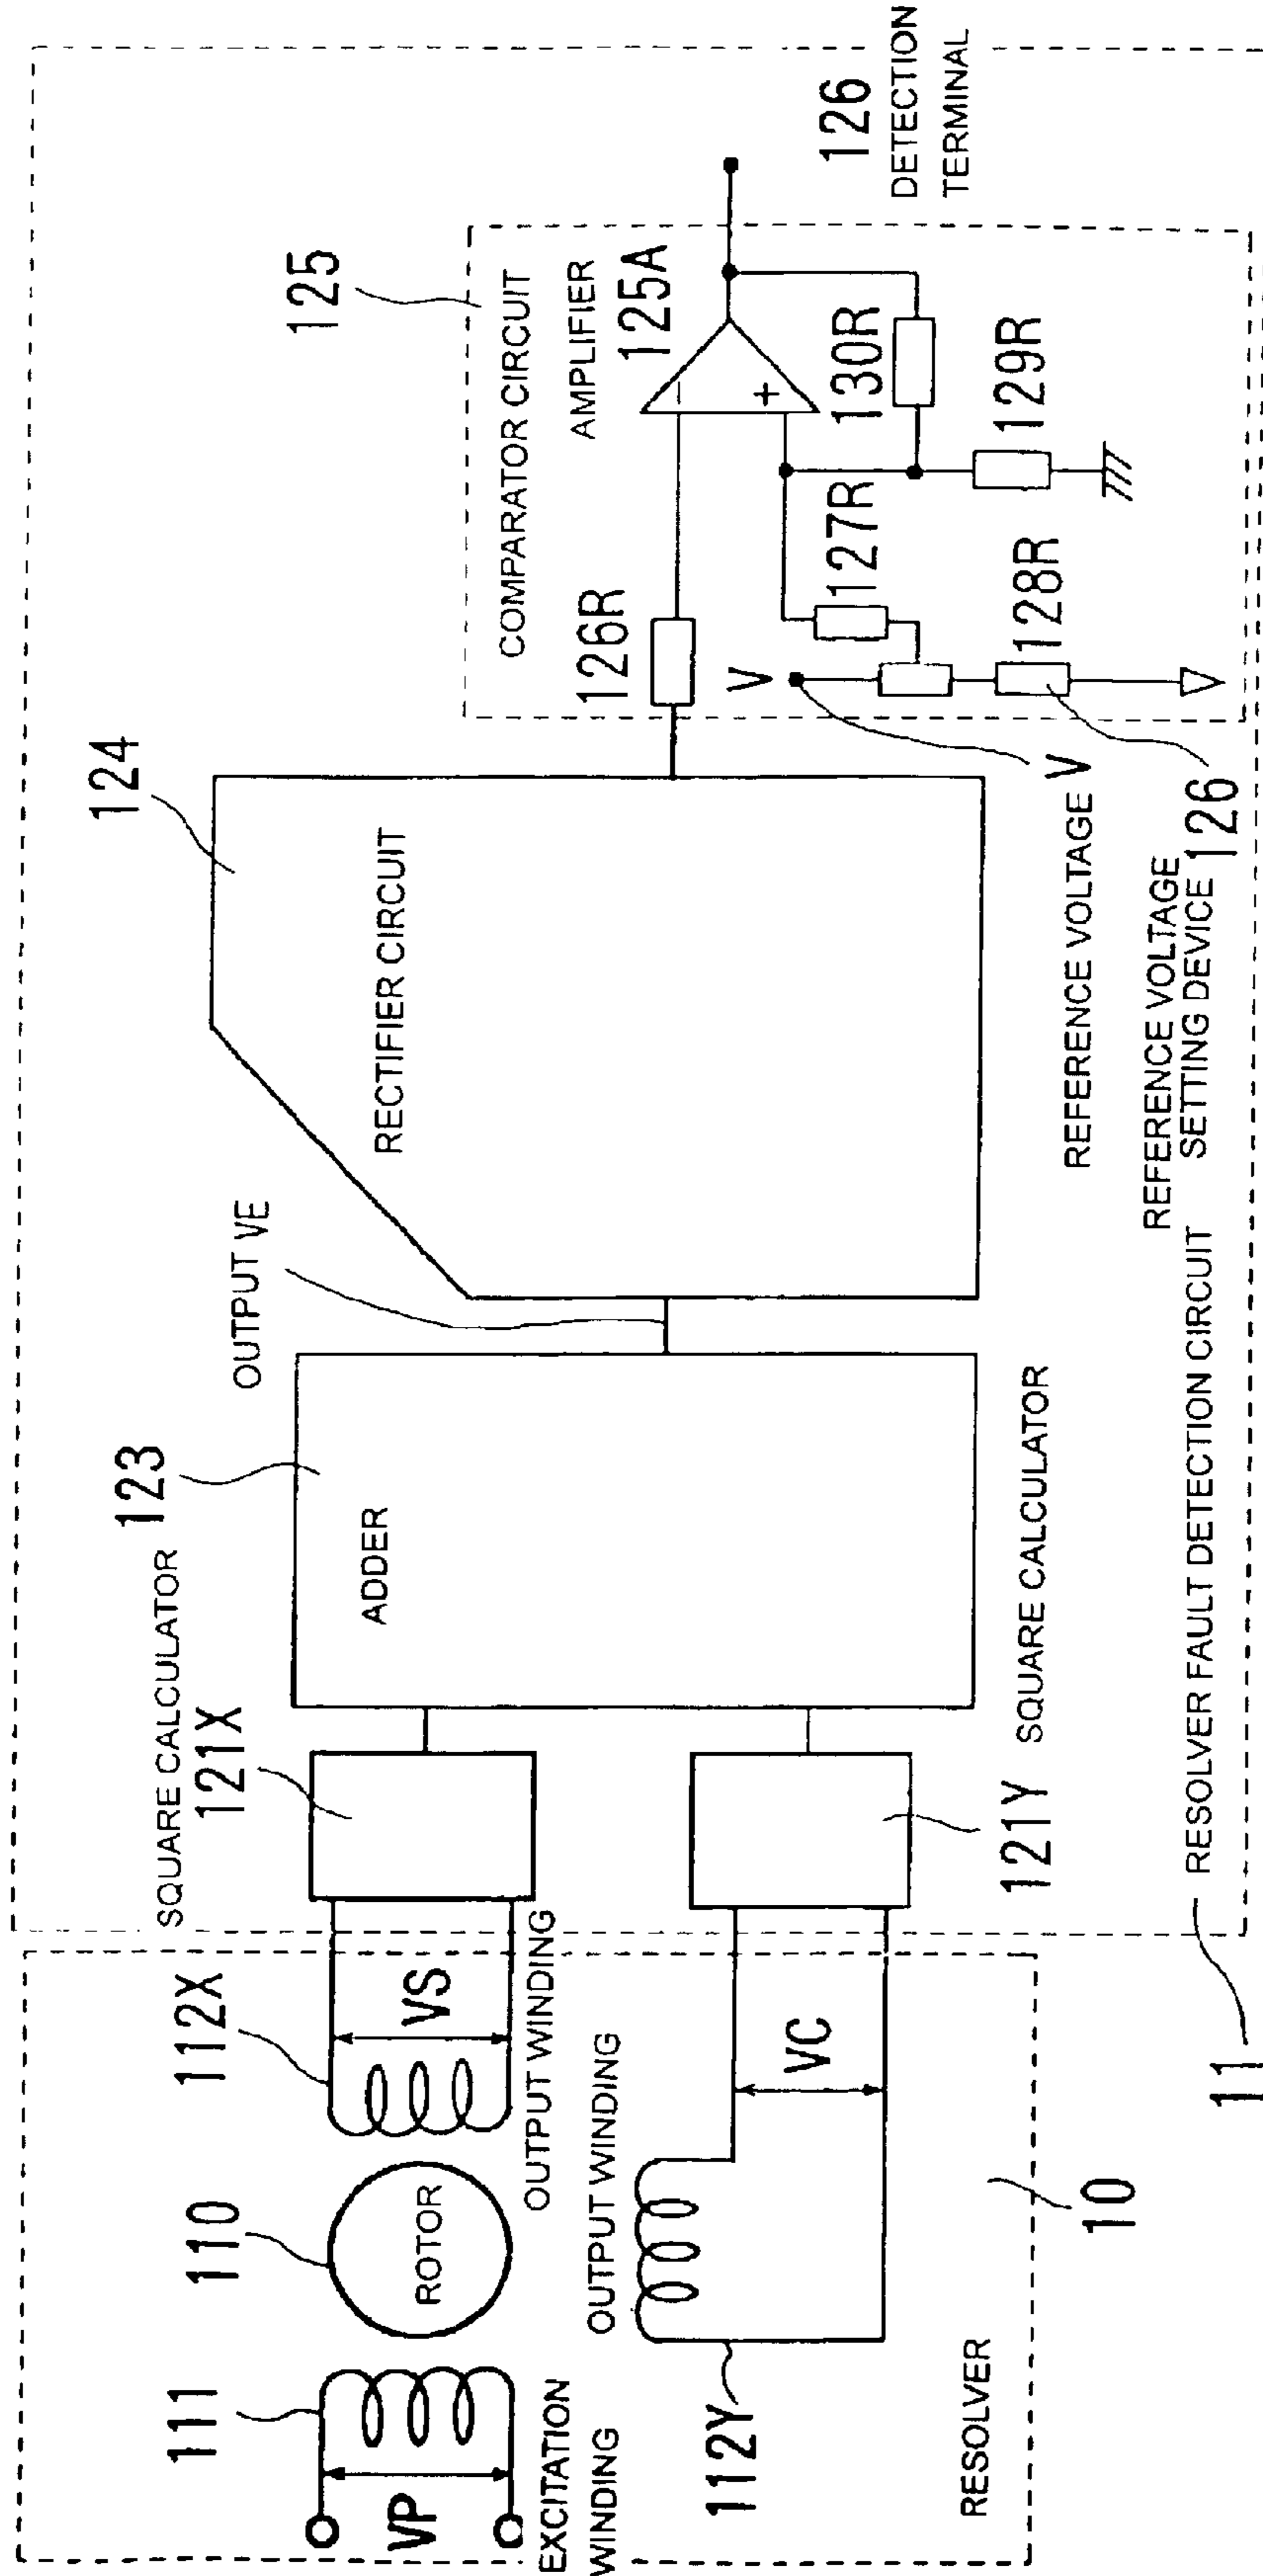 111
VP
EXCITATION
WINDING
110
ROTOR
112X
VS
OUTPUT WINDING
OUTPUT WINDING
112Y
VC
RESOLVER
10
SQUARE CALCULATOR
121X
121Y
SQUARE CALCULATOR
123
ADDER
OUTPUT VE
124
RECTIFIER CIRCUIT
11
RESOLVER FAULT DETECTION CIRCUIT
REFERENCE VOLTAGE V
REFERENCE VOLTAGE
SETTING DEVICE 126
125
COMPARATOR CIRCUIT
AMPLIFIER
125A
126R
V
127R
128R
130R
129R
−
+
126
DETECTION
TERMINAL